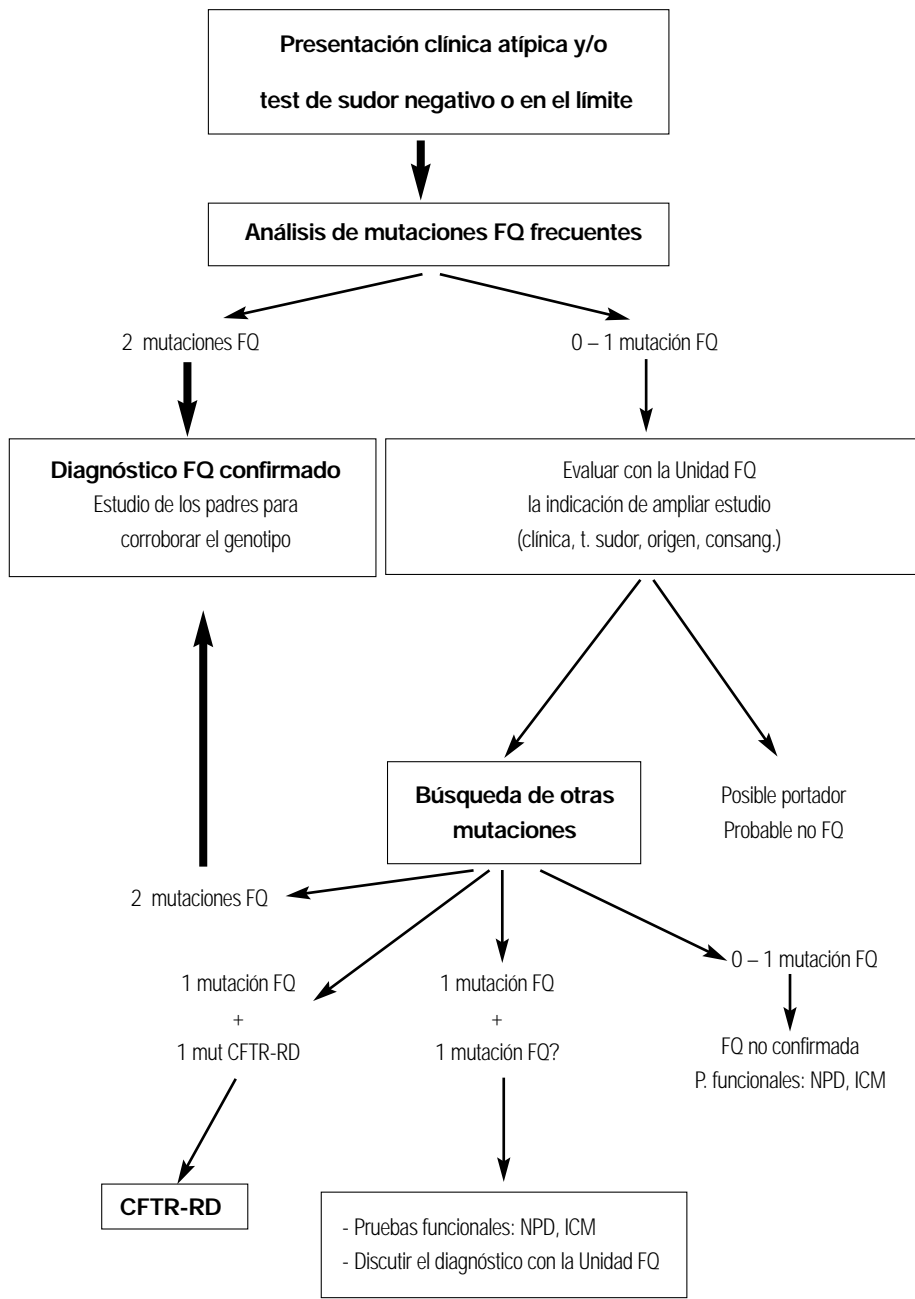 Presentación clínica atípica y/o
test de sudor negativo o en el límite
Análisis de mutaciones FQ frecuentes
2 mutaciones FQ
0 – 1 mutación FQ
Diagnóstico FQ confirmado
Estudio de los padres para
corroborar el genotipo
Evaluar con la Unidad FQ
la indicación de ampliar estudio
(clínica, t. sudor, origen, consang.)
Búsqueda de otras
mutaciones
Posible portador
Probable no FQ
2 mutaciones FQ
1 mutación FQ
+
1 mut CFTR-RD
1 mutación FQ
+
1 mutación FQ?
0 – 1 mutación FQ
FQ no confirmada
P. funcionales: NPD, ICM
CFTR-RD
- Pruebas funcionales: NPD, ICM
- Discutir el diagnóstico con la Unidad FQ